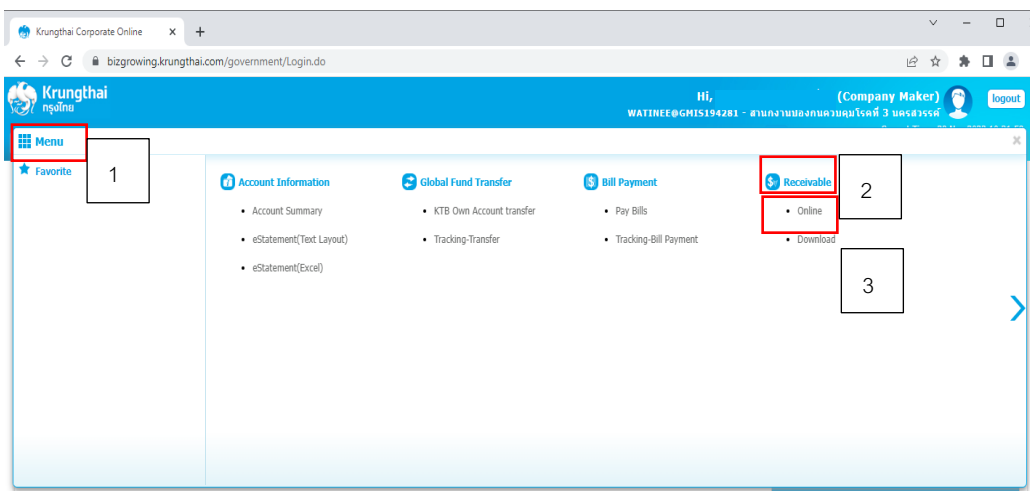 Krungthai Corporate Online
bizgrowing.krungthai.com/government/Login.do
Krungthai
กรุงไทย
Hi, (Company Maker)
logout
WATINEE@GMIS194281 - สานกงานปองกนควบคุมโรคที่ 3 นครสวรรค์
Menu
1
Favorite
Account Information
Global Fund Transfer
Bill Payment
Receivable
2
Account Summary
KTB Own Account transfer
Pay Bills
Online
eStatement(Text Layout)
Tracking-Transfer
Tracking-Bill Payment
Download
eStatement(Excel)
3